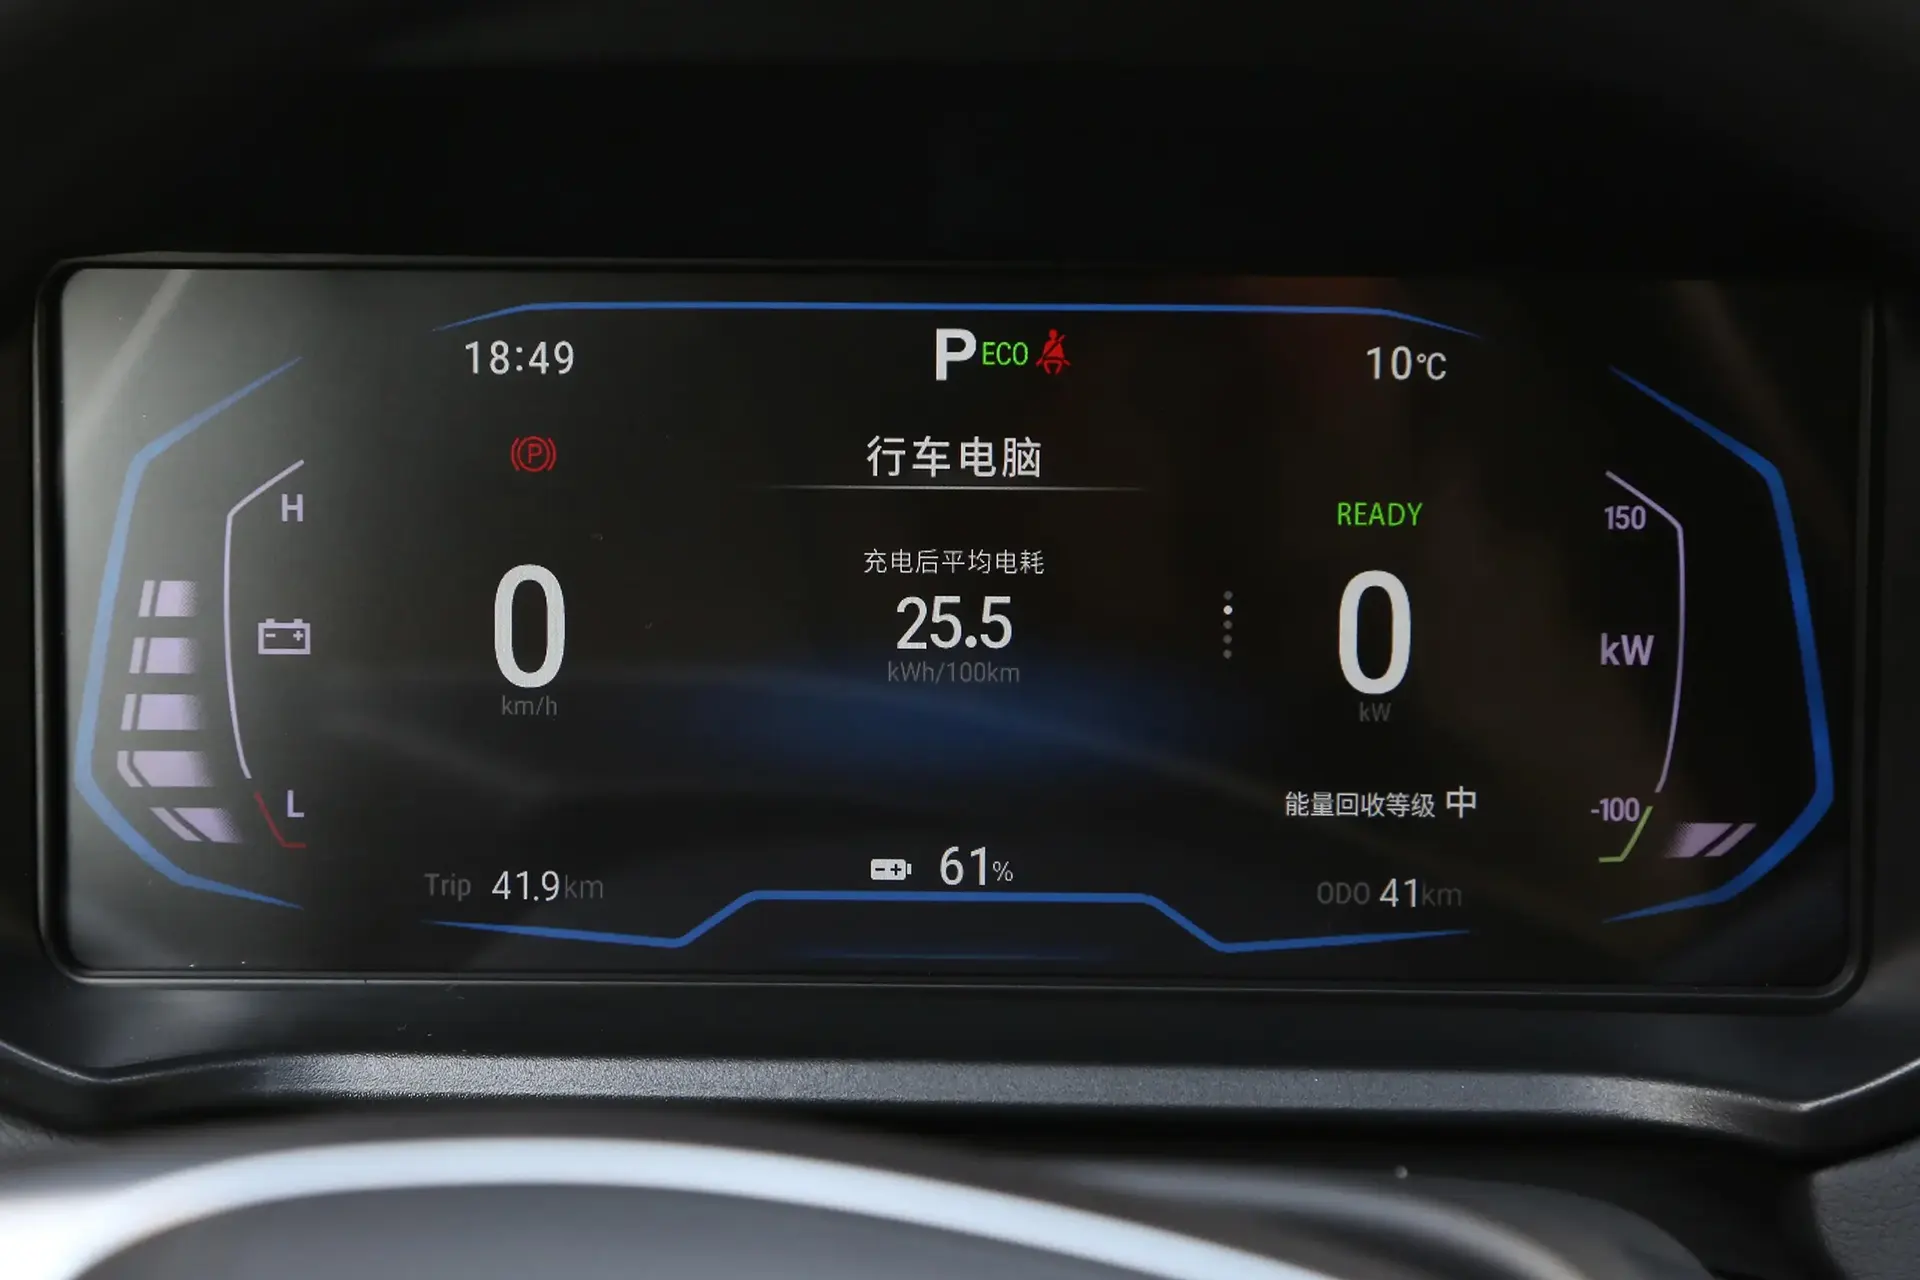 18:49
P ECO
10℃
P
行车电脑
H
READY
150
充电后平均电耗
0
25.5
0
km/h
kWh/100km
kW
kW
L
能量回收等级 中
-100
Trip 41.9km
61%
ODO 41km